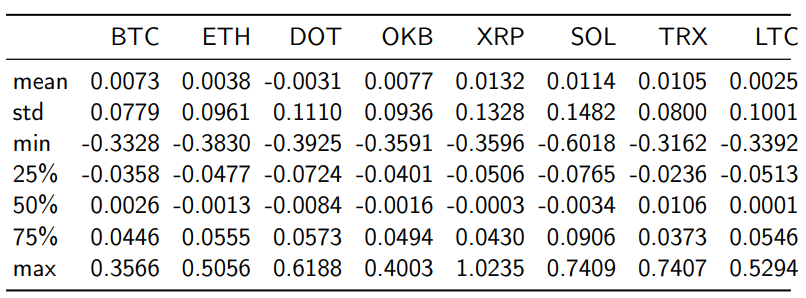 BTC ETH DOT OKB XRP SOL TRX LTC
mean 0.0073 0.0038 -0.0031 0.0077 0.0132 0.0114 0.0105 0.0025
std 0.0779 0.0961 0.1110 0.0936 0.1328 0.1482 0.0800 0.1001
min -0.3328 -0.3830 -0.3925 -0.3591 -0.3596 -0.6018 -0.3162 -0.3392
25% -0.0358 -0.0477 -0.0724 -0.0401 -0.0506 -0.0765 -0.0236 -0.0513
50% 0.0026 -0.0013 -0.0084 -0.0016 -0.0003 -0.0034 0.0106 0.0001
75% 0.0446 0.0555 0.0573 0.0494 0.0430 0.0906 0.0373 0.0546
max 0.3566 0.5056 0.6188 0.4003 1.0235 0.7409 0.7407 0.5294